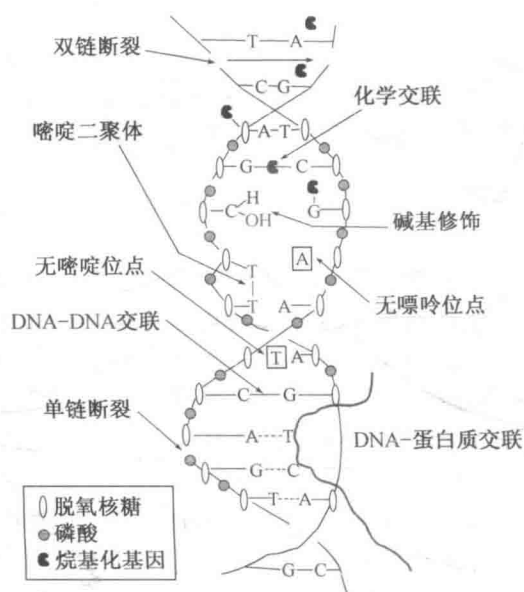 T A
双链断裂
C G
化学交联
A T
嘧啶二聚体
G C
H
C
OH
G
碱基修饰
T
A
无嘧啶位点
T
A
无嘌呤位点
DNA-DNA交联
T A
C G
单链断裂
A T
DNA-蛋白质交联
G C
T A
脱氧核糖
磷酸
烷基化基因
G C